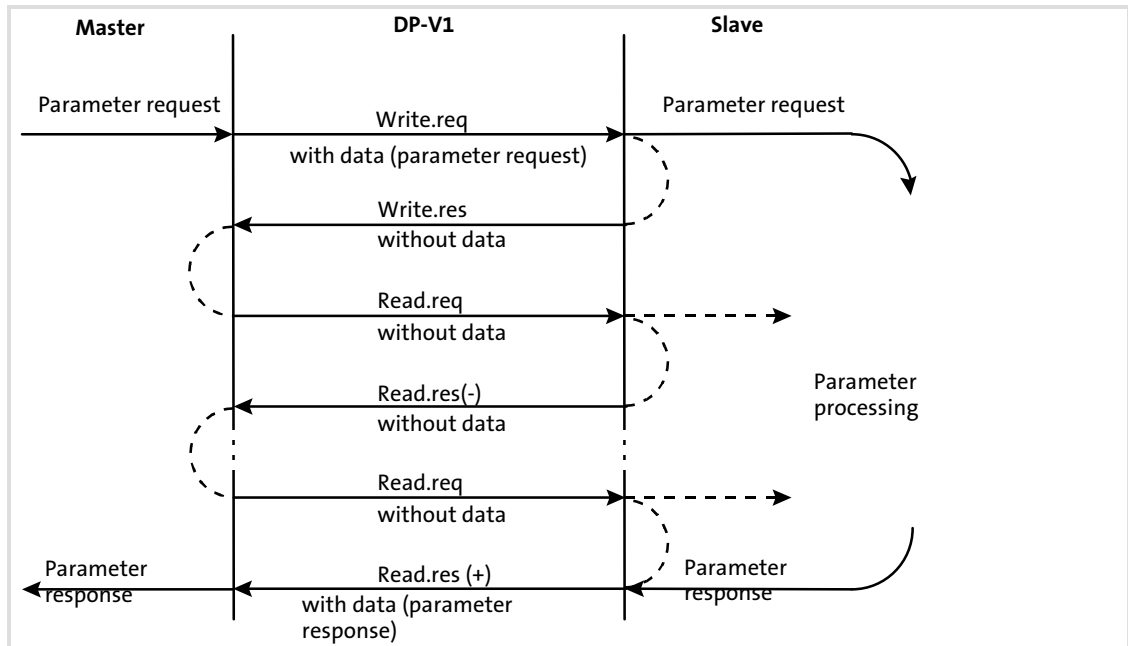 Master
DP-V1
Slave
Parameter request
Write.req
Parameter request
with data (parameter request)
Write.res
without data
Read.req
without data
Read.res(-)
without data
Parameter
processing
Read.req
without data
Parameter
response
Read.res (+)
with data (parameter
response)
Parameter
response